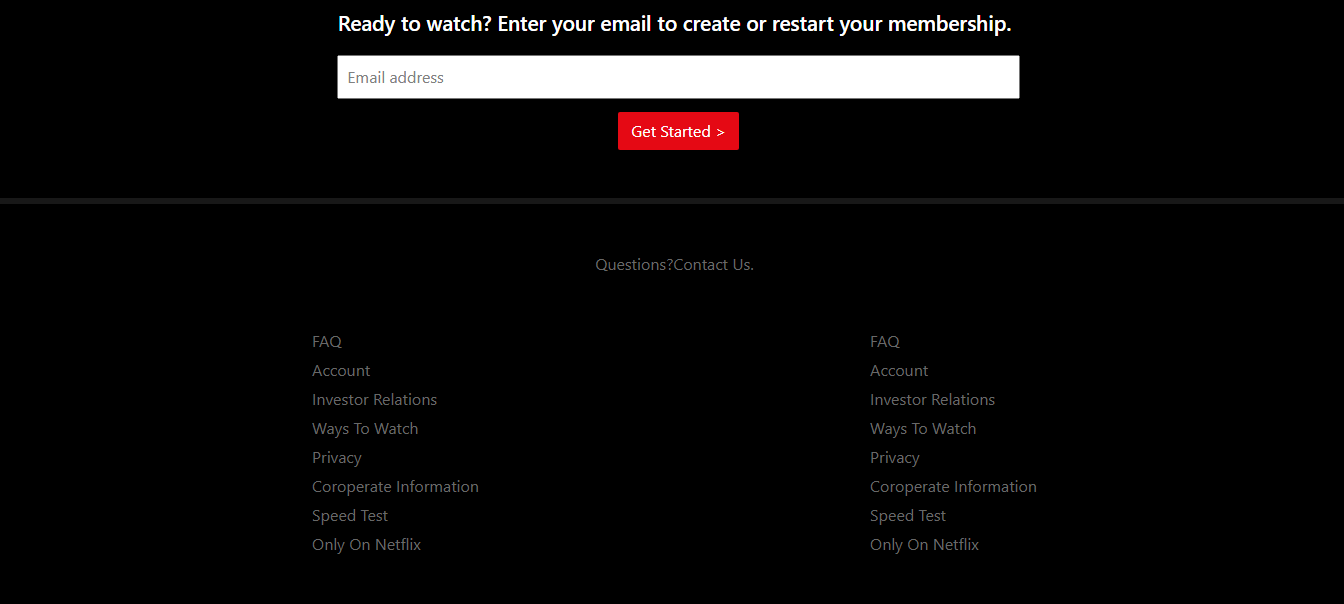 Ready to watch? Enter your email to create or restart your membership.
Email address
Get Started >
Questions?Contact Us.
FAQ
Account
Investor Relations
Ways To Watch
Privacy
Coroperate Information
Speed Test
Only On Netflix
FAQ
Account
Investor Relations
Ways To Watch
Privacy
Coroperate Information
Speed Test
Only On Netflix